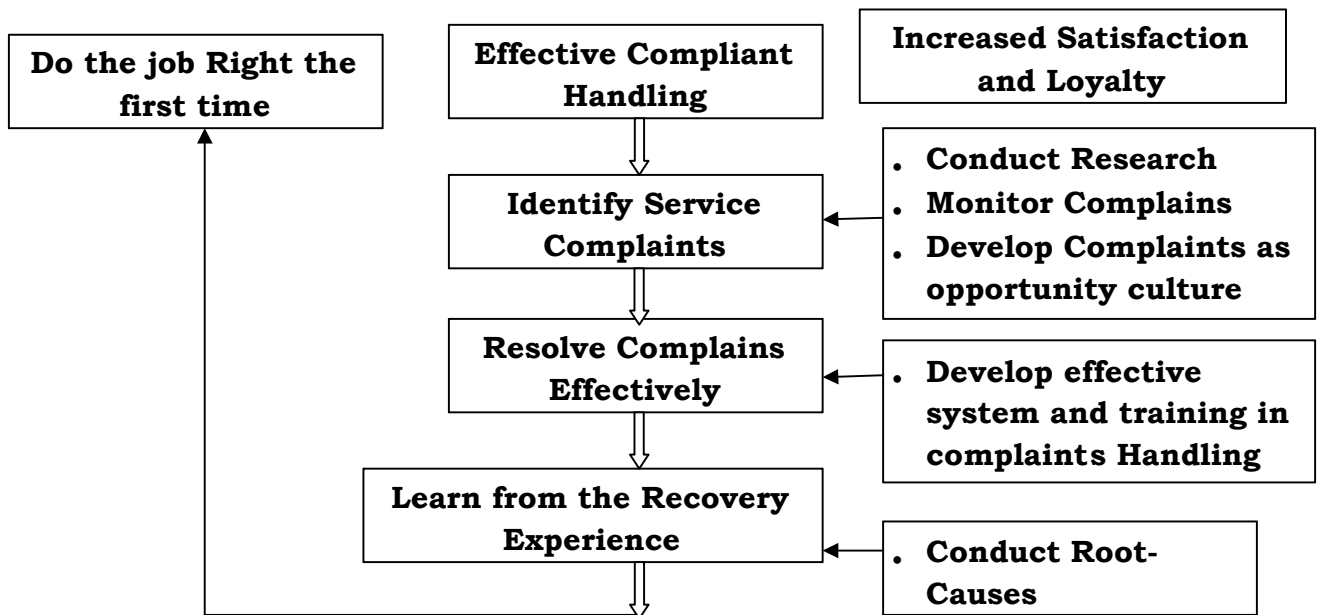 Do the job Right the
first time
Effective Compliant
Handling
Increased Satisfaction
and Loyalty
Identify Service
Complaints
. Conduct Research
. Monitor Complains
. Develop Complaints as
opportunity culture
Resolve Complains
Effectively
. Develop effective
system and training in
complaints Handling
Learn from the Recovery
Experience
. Conduct Root-
Causes